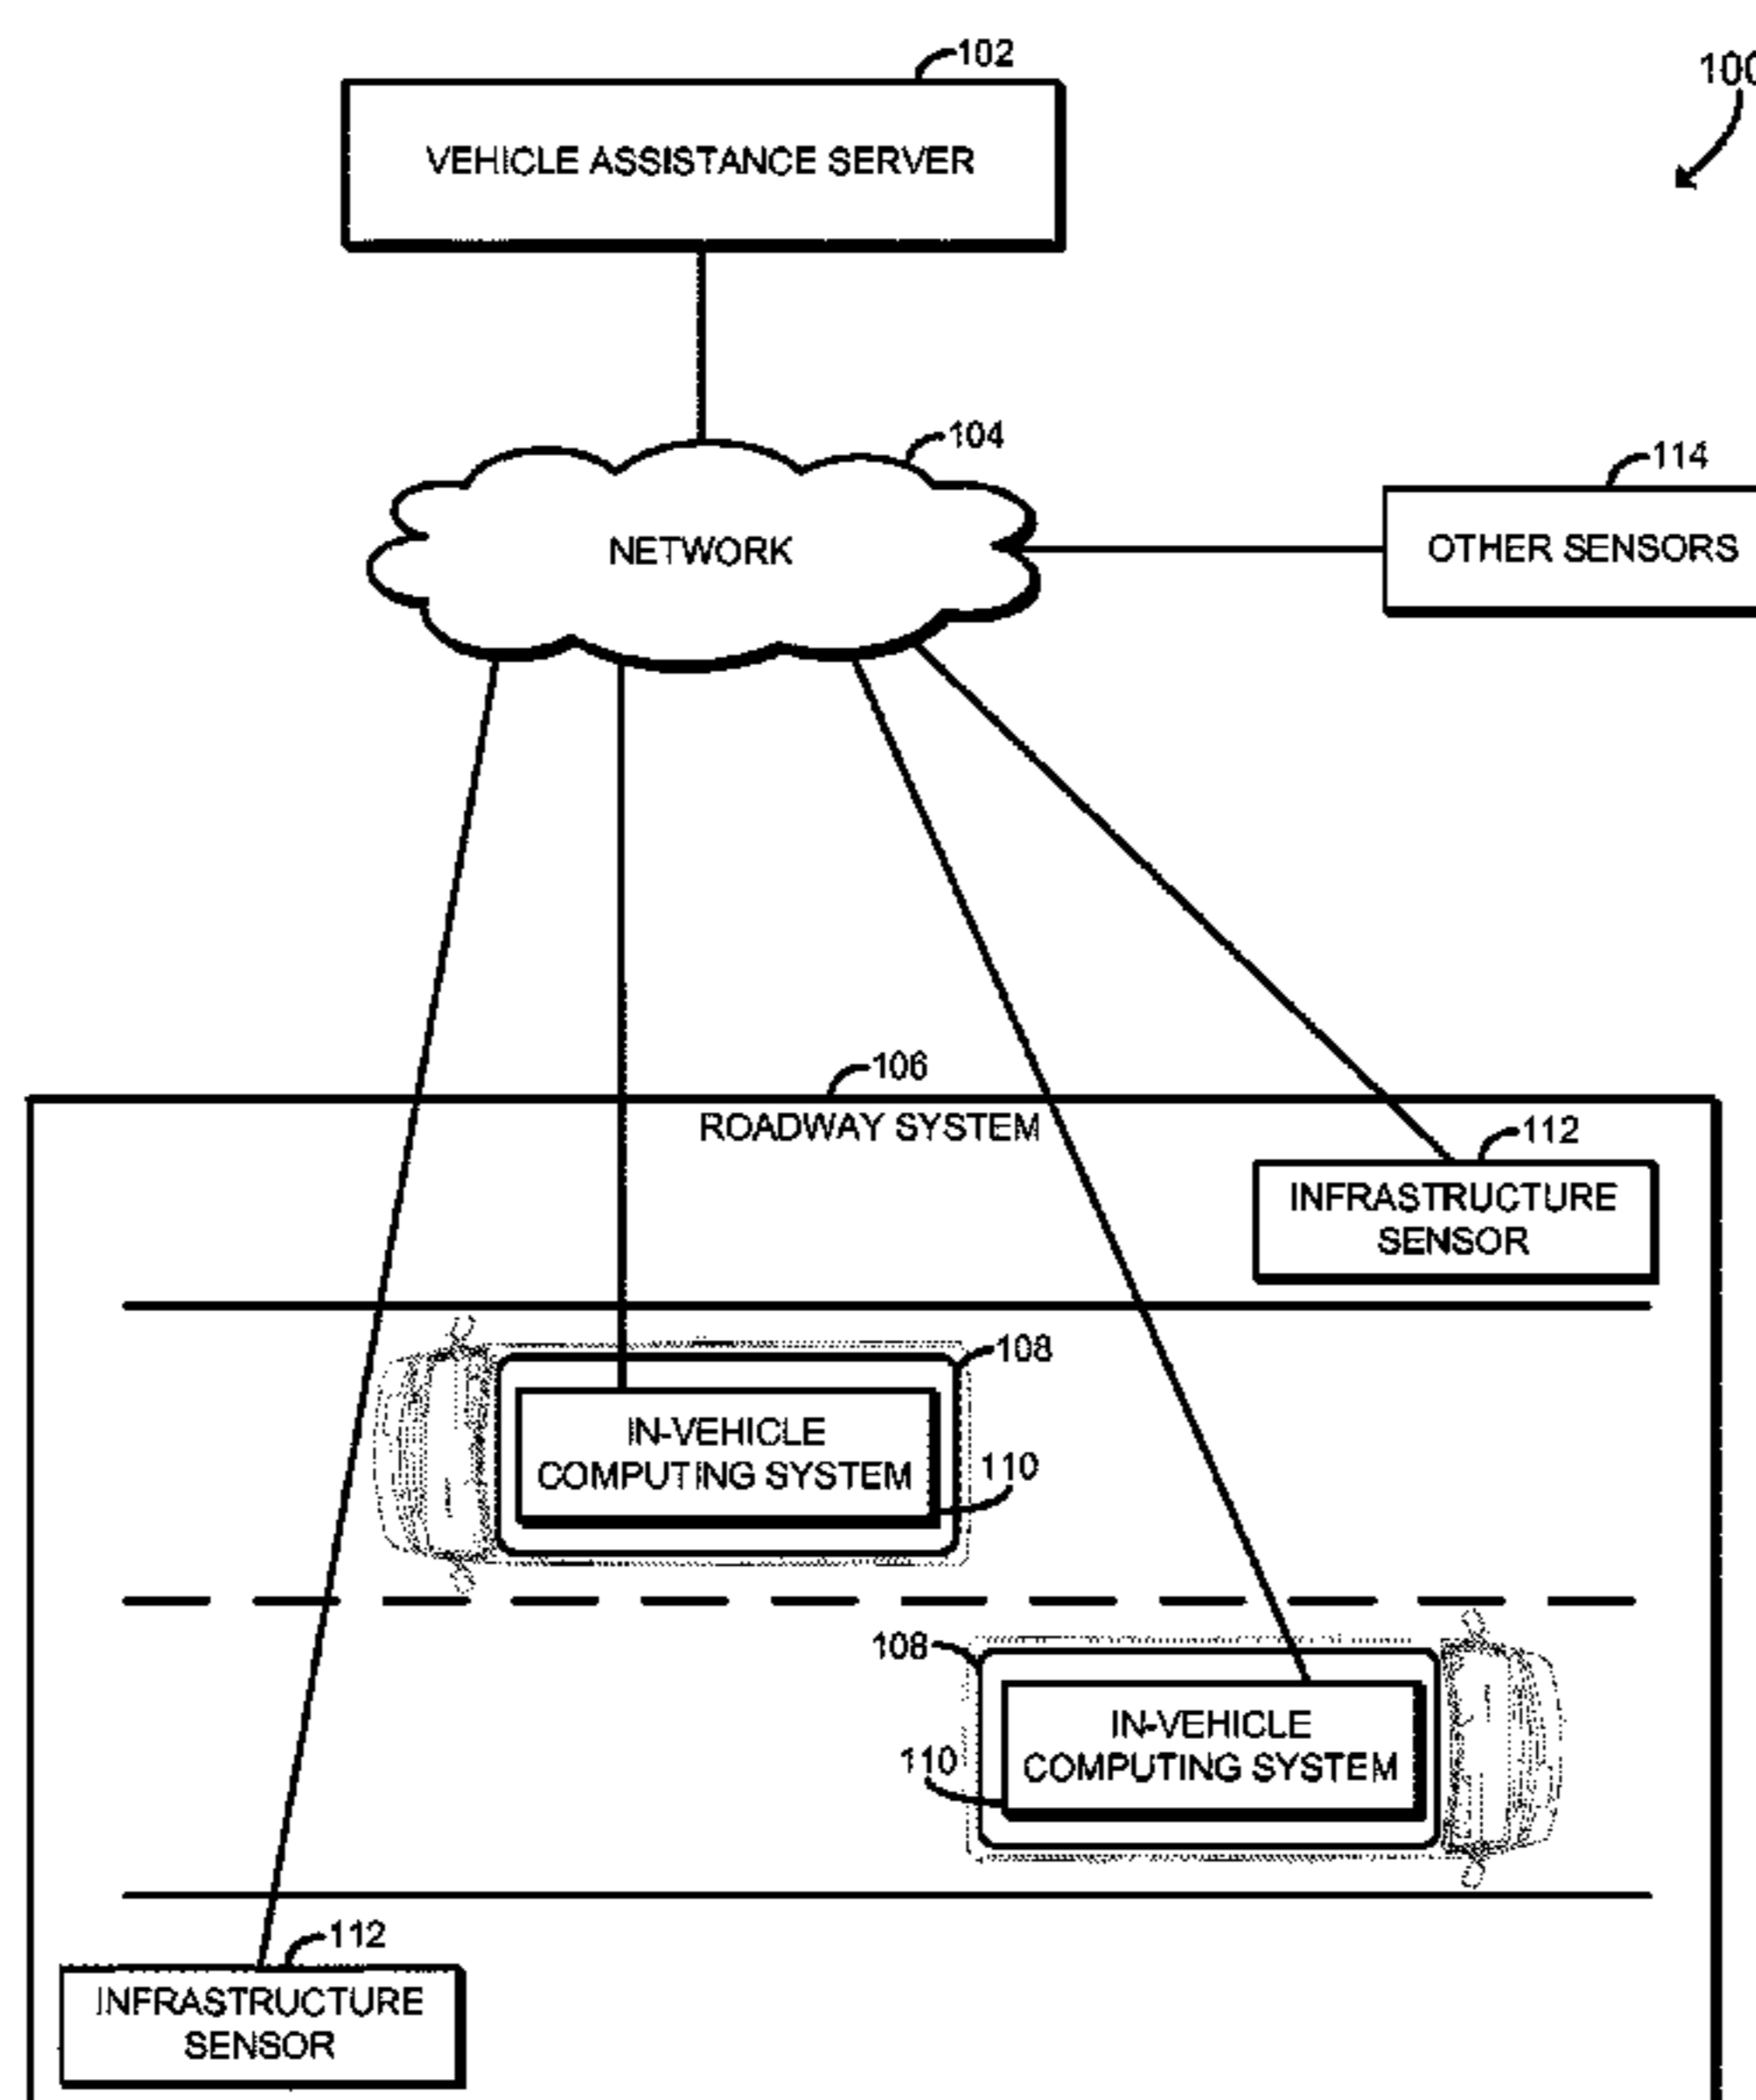 102
100
VEHICLE ASSISTANCE SERVER
104
114
NETWORK
OTHER SENSORS
106
ROADWAY SYSTEM
112
INFRASTRUCTURE
SENSOR
108
IN-VEHICLE
COMPUTING SYSTEM
110
108
IN-VEHICLE
COMPUTING SYSTEM
110
112
INFRASTRUCTURE
SENSOR